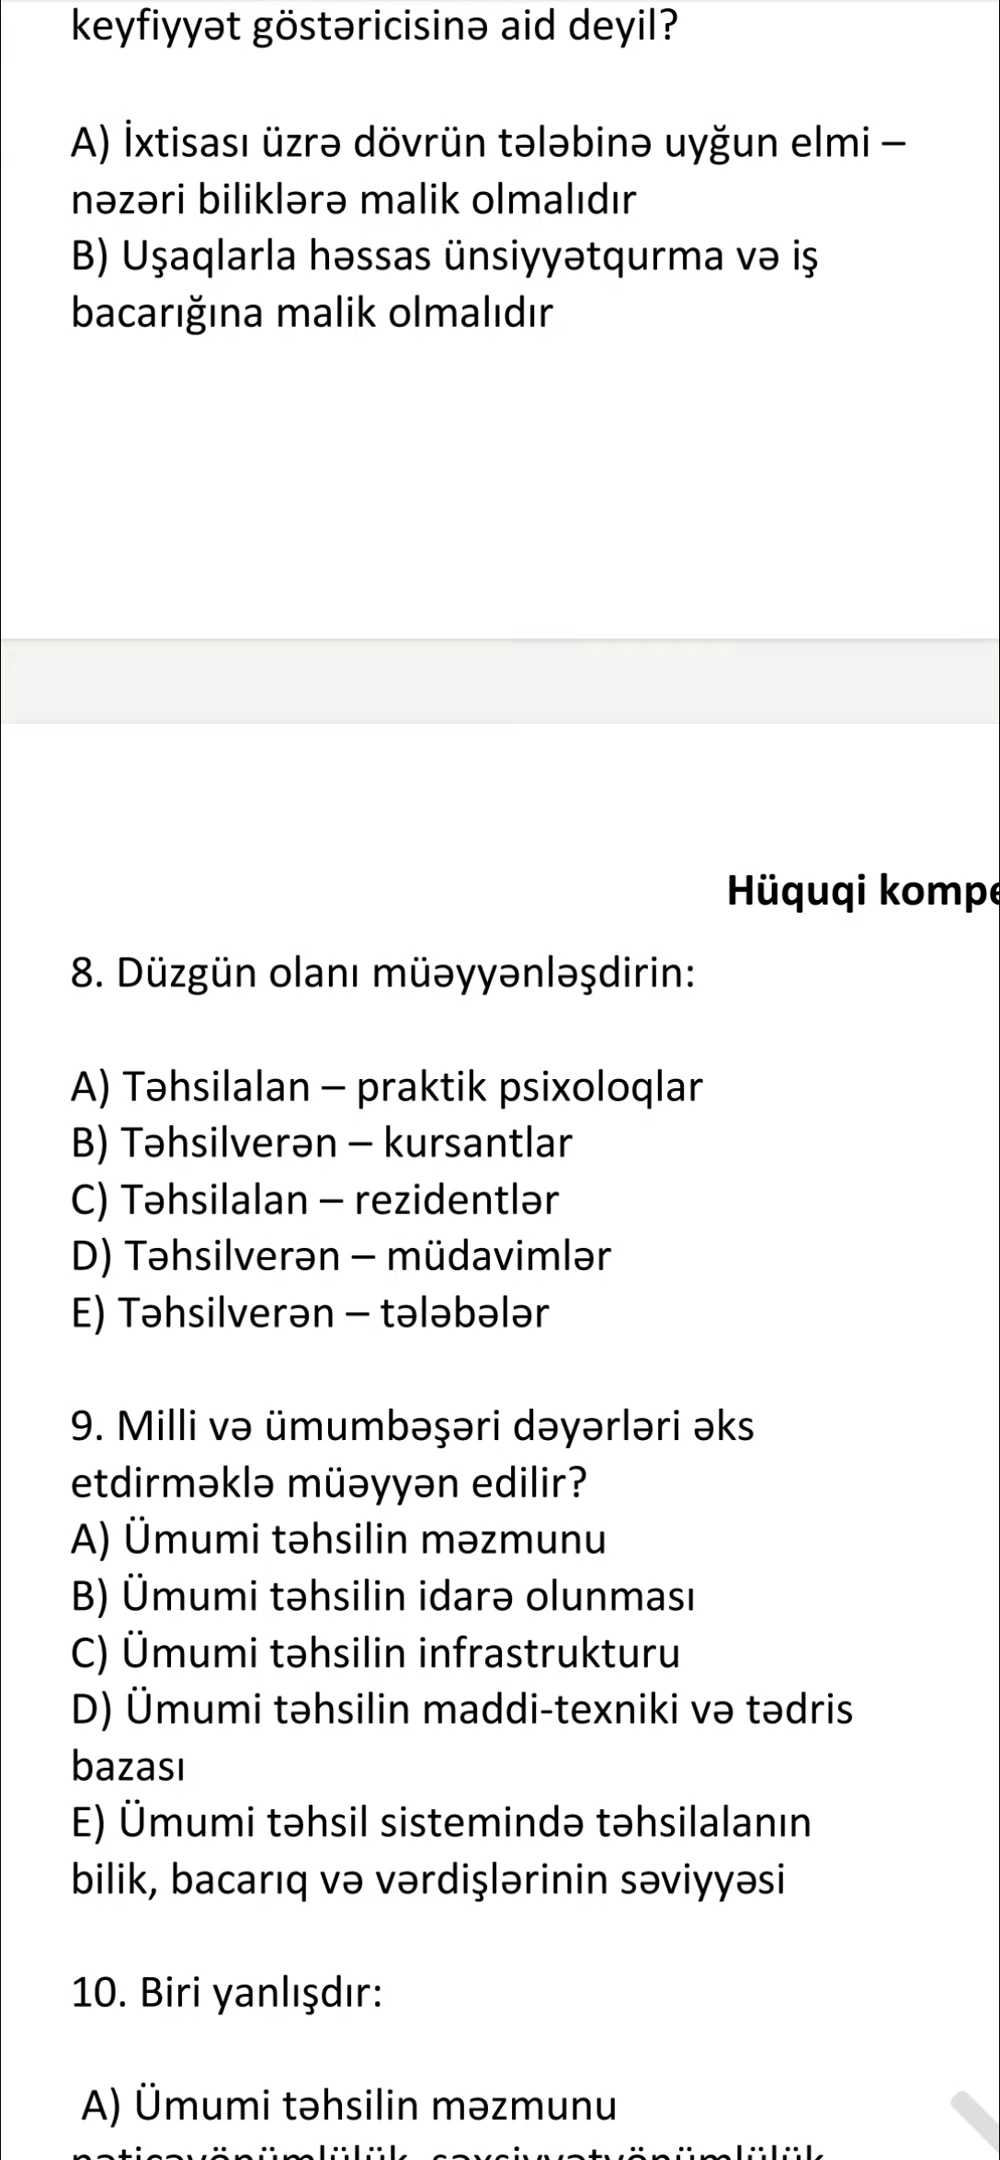 keyfiyyət göstəricisinə aid deyil?
A) İxtisası üzrə dövrün tələbinə uyğun elmi –
nəzəri biliklərə malik olmalıdır
B) Uşaqlarla həssas ünsiyyətqurma və iş
bacarığına malik olmalıdır
Hüquqi kompe
8. Düzgün olanı müəyyənləşdirin:
A) Təhsilalan – praktik psixoloqlar
B) Təhsilverən – kursantlar
C) Təhsilalan – rezidentlər
D) Təhsilverən – müdavimlər
E) Təhsilverən – tələbələr
9. Milli və ümumbəşəri dəyərləri əks
etdirməklə müəyyən edilir?
A) Ümumi təhsilin məzmunu
B) Ümumi təhsilin idarə olunması
C) Ümumi təhsilin infrastrukturu
D) Ümumi təhsilin maddi-texniki və tədris
bazası
E) Ümumi təhsil sistemində təhsilalanın
bilik, bacarıq və vərdişlərinin səviyyəsi
10. Biri yanlışdır:
A) Ümumi təhsilin məzmunu
nəticəyönümlülük, şəxsiyyətyönümlülük